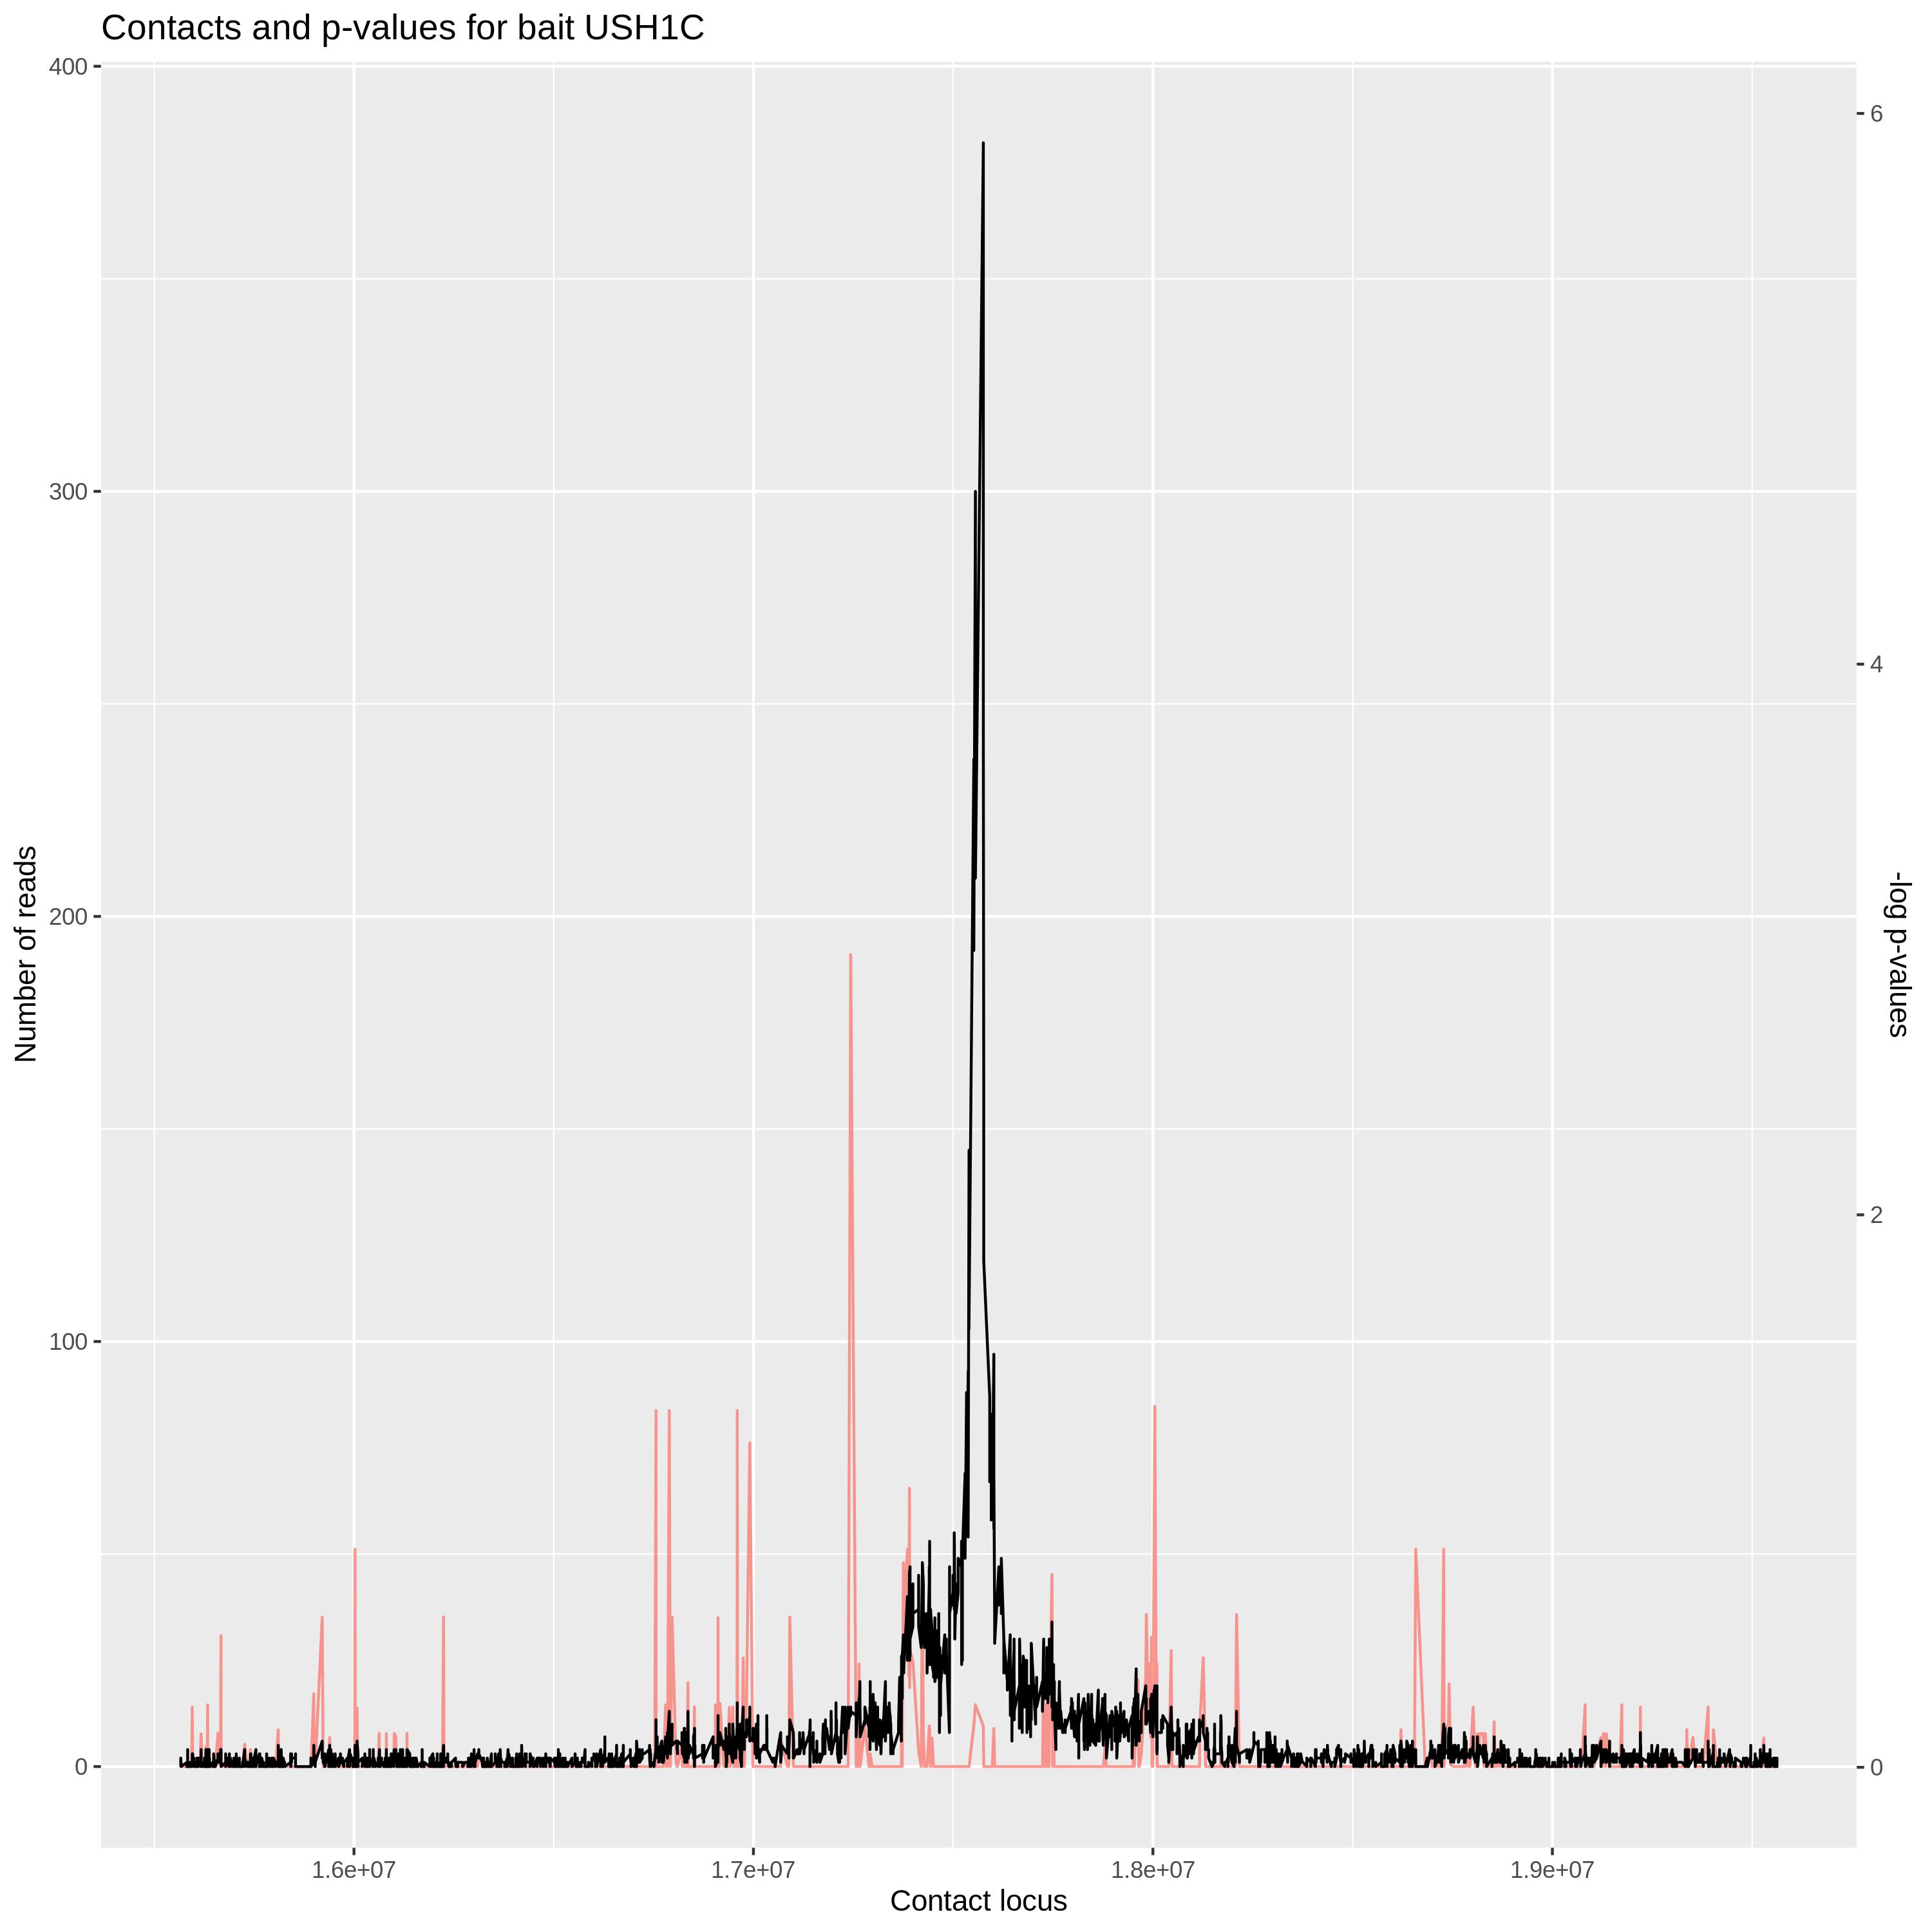 Contacts and p-values for bait USH1C
400
300
200
100
0
6
4
2
0
Number of reads
-log p-values
1.6e+07
1.7e+07
1.8e+07
1.9e+07
Contact locus